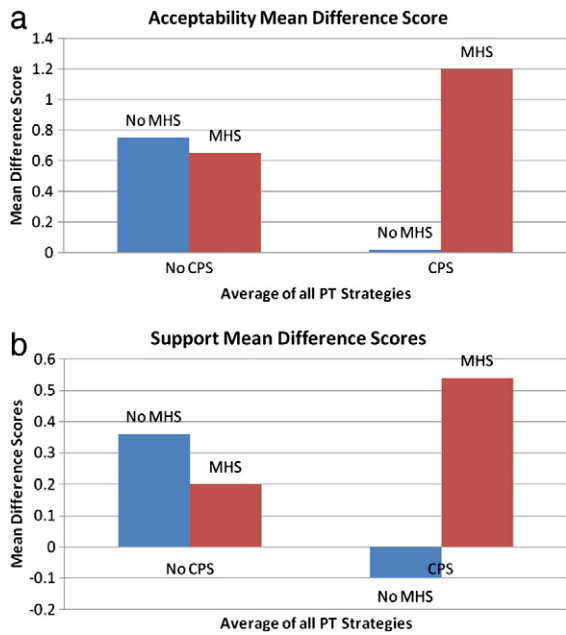 a
Acceptability Mean Difference Score
Mean Difference Score
1.4
1.2
1
0.8
0.6
0.4
0.2
0
No MHS
MHS
No MHS
MHS
No CPS
CPS
Average of all PT Strategies
b
Support Mean Difference Scores
Mean Difference Scores
0.6
0.5
0.4
0.3
0.2
0.1
0
-0.1
-0.2
No MHS
MHS
MHS
No CPS
CPS
No MHS
Average of all PT Strategies